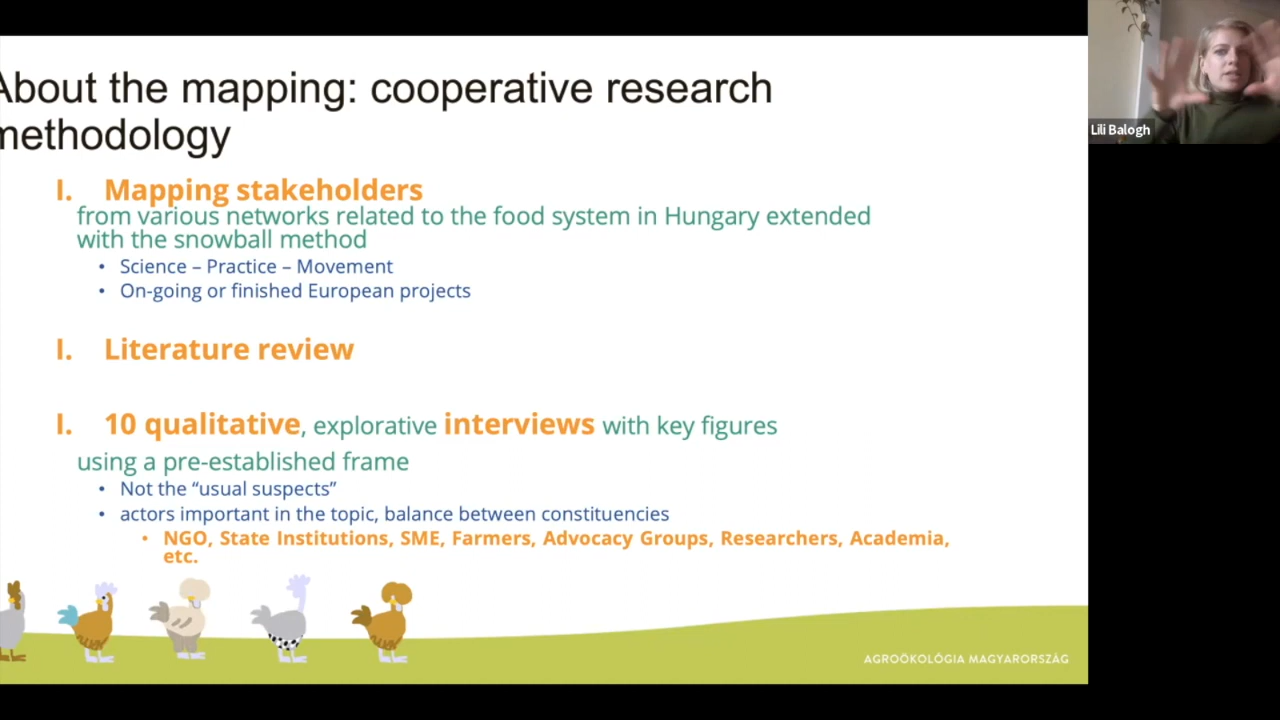 About the mapping: cooperative research
methodology
I. Mapping stakeholders
from various networks related to the food system in Hungary extended
with the snowball method
• Science – Practice – Movement
• On-going or finished European projects
I. Literature review
I. 10 qualitative, explorative interviews with key figures
using a pre-established frame
• Not the “usual suspects”
• actors important in the topic, balance between constituencies
• NGO, State Institutions, SME, Farmers, Advocacy Groups, Researchers, Academia,
etc.
AGROÖKOLÓGIA MAGYARORSZÁG
Lili Balogh